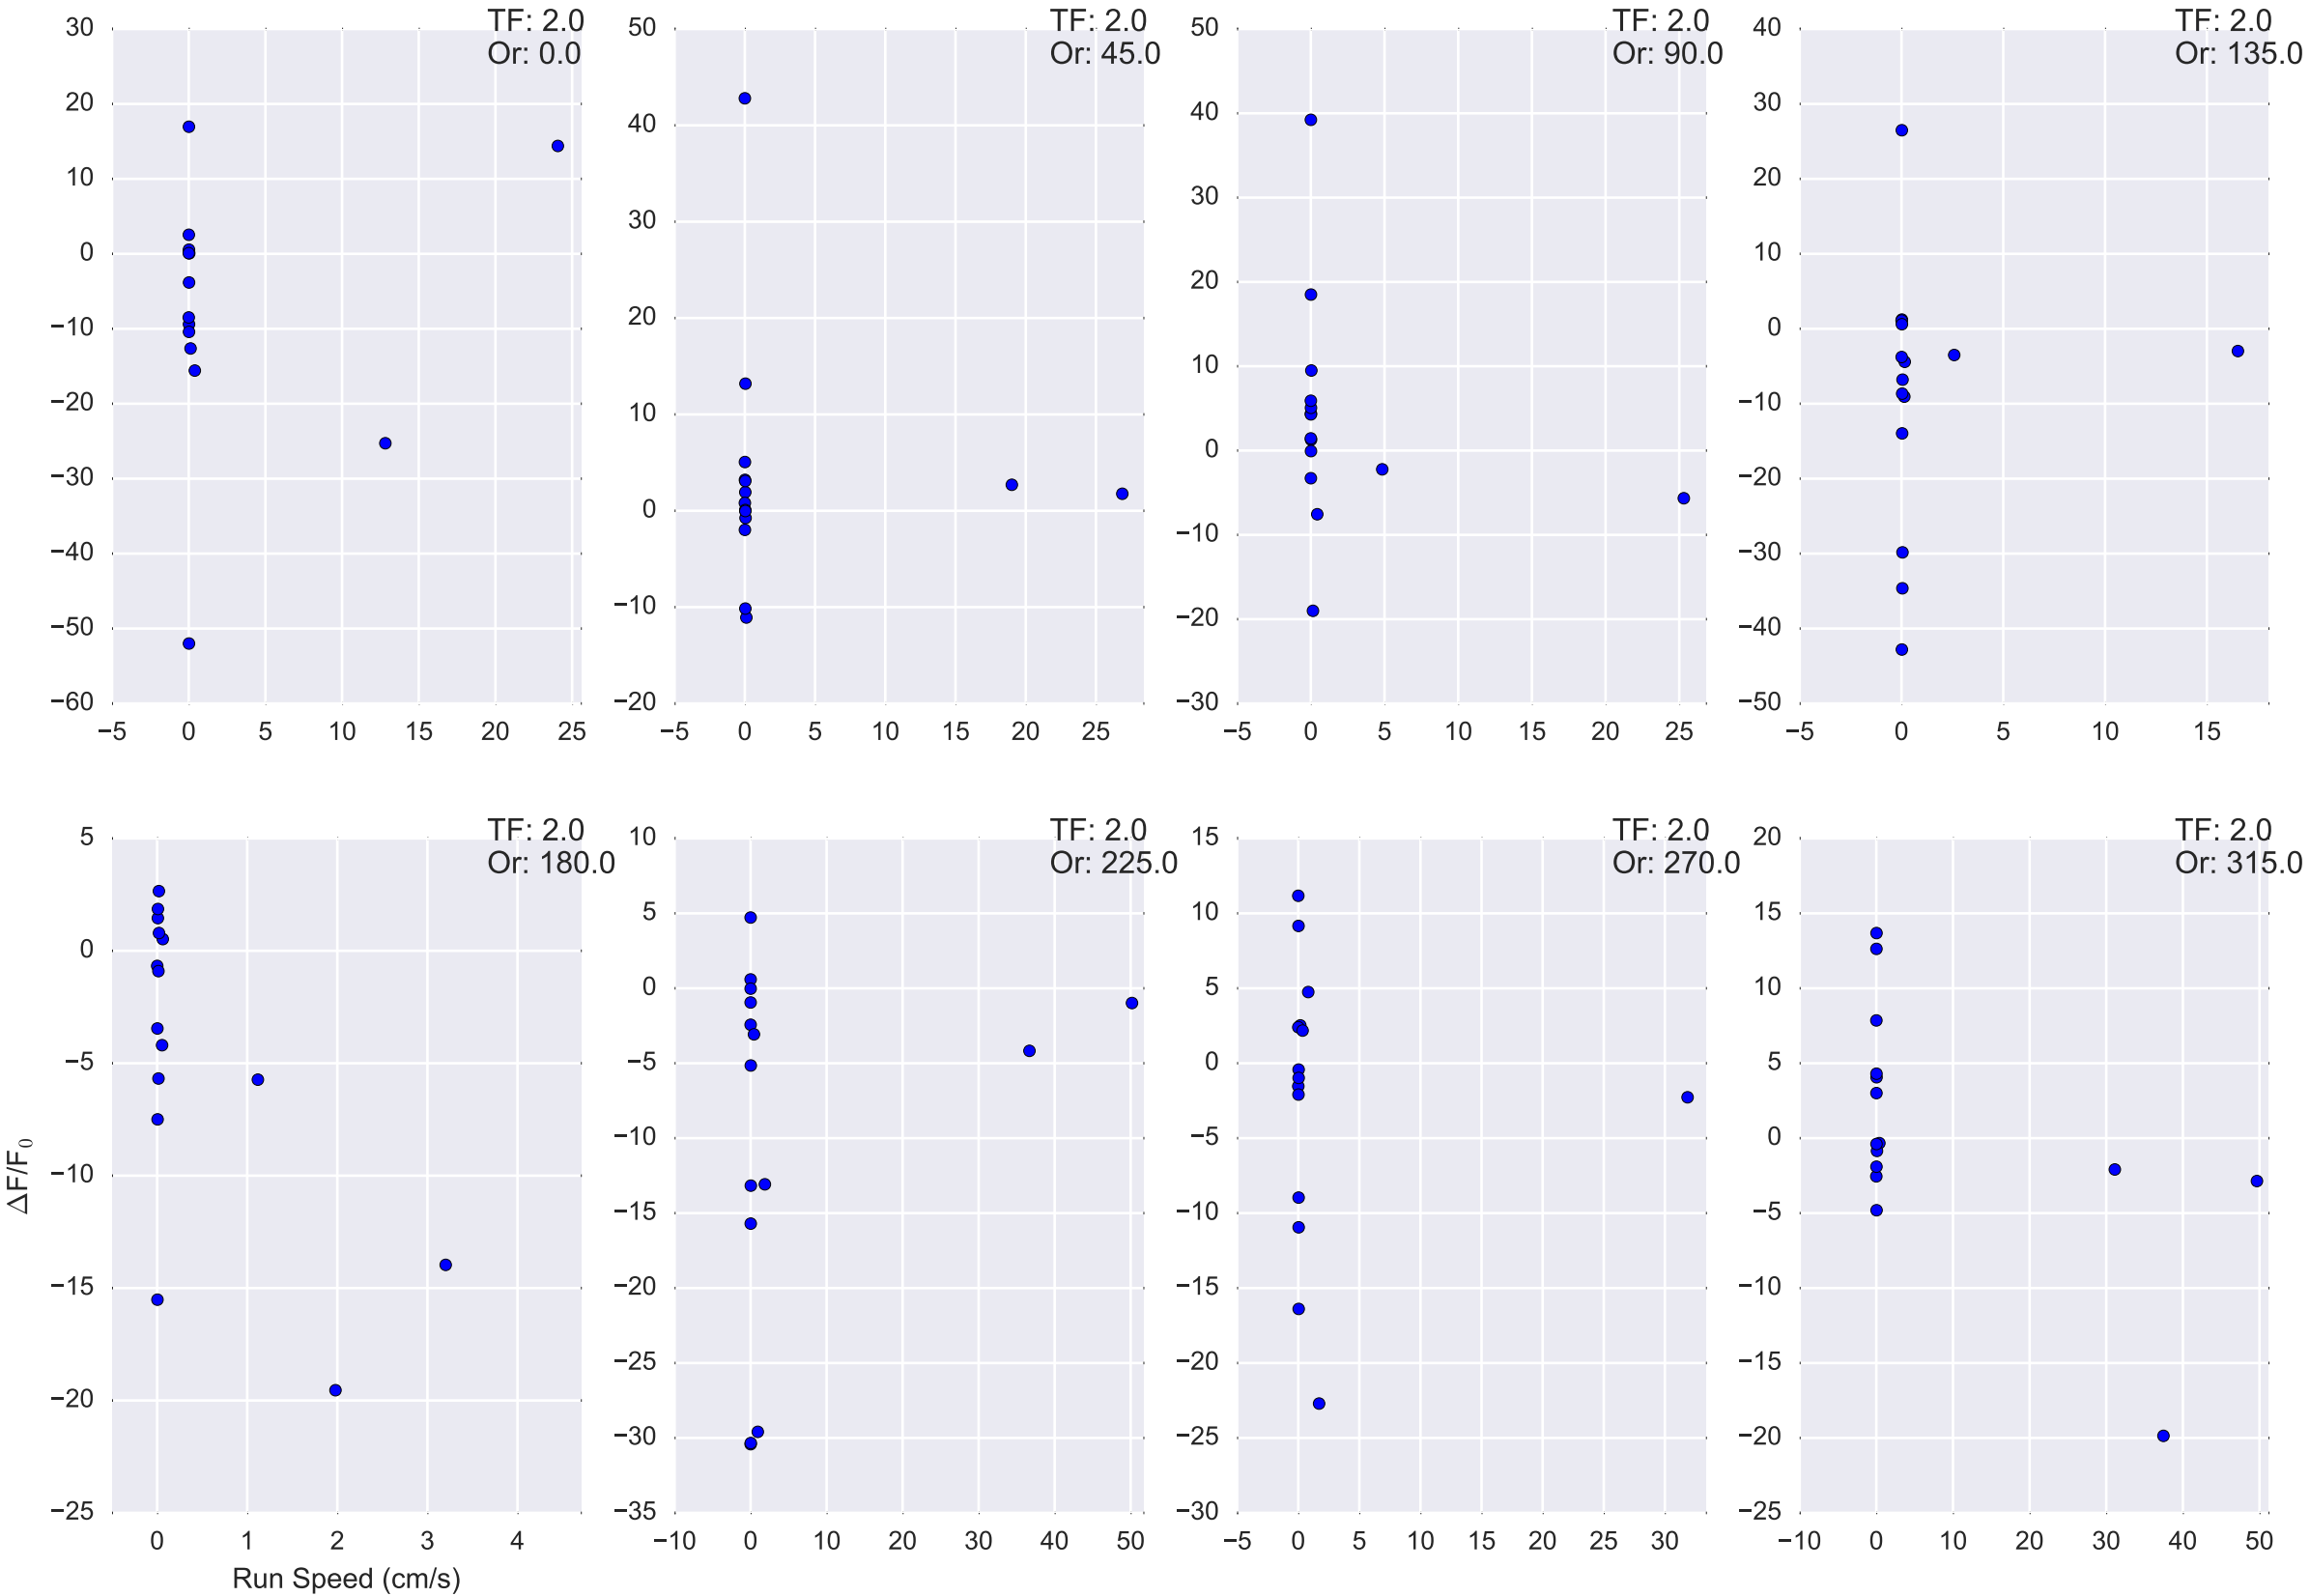 TF: 2.0
Or: 0.0
30
20
10
0
−10
−20
−30
−40
−50
−60
−5 0 5 10 15 20 25
TF: 2.0
Or: 45.0
50
40
30
20
10
0
−10
−20
−5 0 5 10 15 20 25
TF: 2.0
Or: 90.0
50
40
30
20
10
0
−10
−20
−30
−5 0 5 10 15 20 25
TF: 2.0
Or: 135.0
40
30
20
10
0
−10
−20
−30
−40
−50
−5 0 5 10 15
TF: 2.0
Or: 180.0
5
0
−5
−10
−15
−20
−25
0 1 2 3 4
Run Speed (cm/s)
ΔF/F₀
TF: 2.0
Or: 225.0
10
5
0
−5
−10
−15
−20
−25
−30
−35
−10 0 10 20 30 40 50
TF: 2.0
Or: 270.0
15
10
5
0
−5
−10
−15
−20
−25
−30
−5 0 5 10 15 20 25 30
TF: 2.0
Or: 315.0
20
15
10
5
0
−5
−10
−15
−20
−25
−10 0 10 20 30 40 50